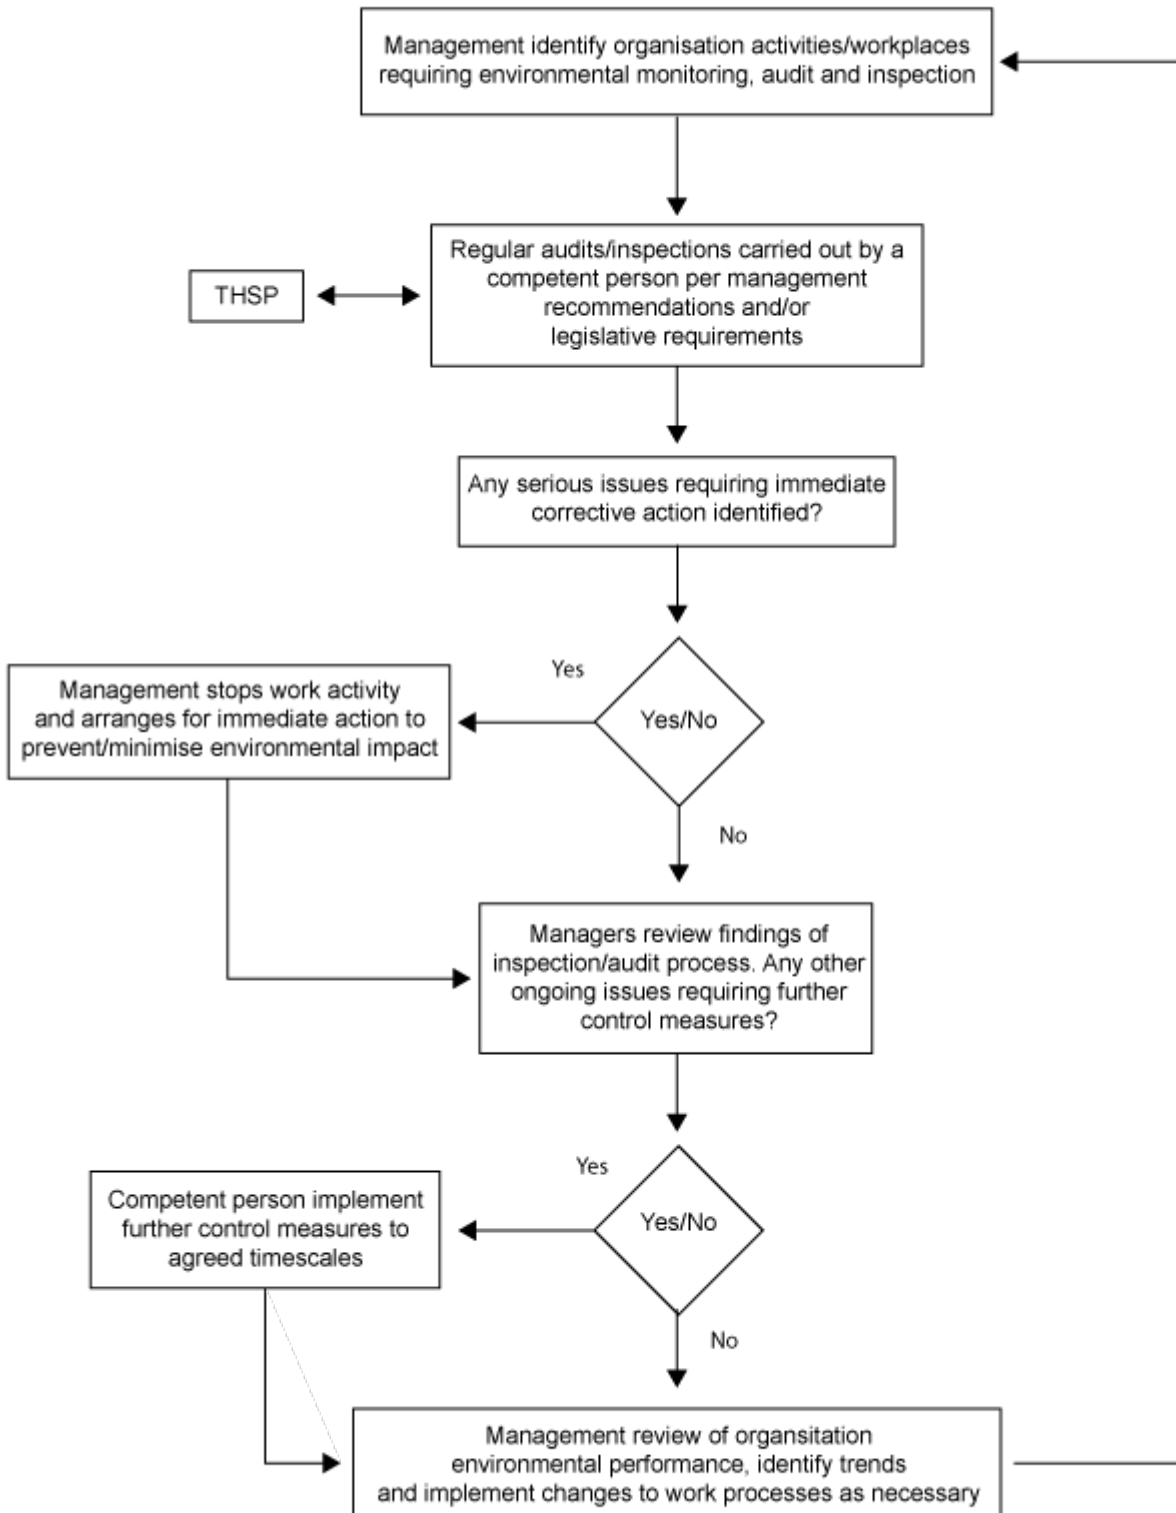 Management identify organisation activities/workplaces
requiring environmental monitoring, audit and inspection
Regular audits/inspections carried out by a
competent person per management
recommendations and/or
legislative requirements
THSP
Any serious issues requiring immediate
corrective action identified?
Yes
Management stops work activity
and arranges for immediate action to
prevent/minimise environmental impact
Yes/No
No
Managers review findings of
inspection/audit process. Any other
ongoing issues requiring further
control measures?
Yes
Competent person implement
further control measures to
agreed timescales
Yes/No
No
Management review of organsitation
environmental performance, identify trends
and implement changes to work processes as necessary